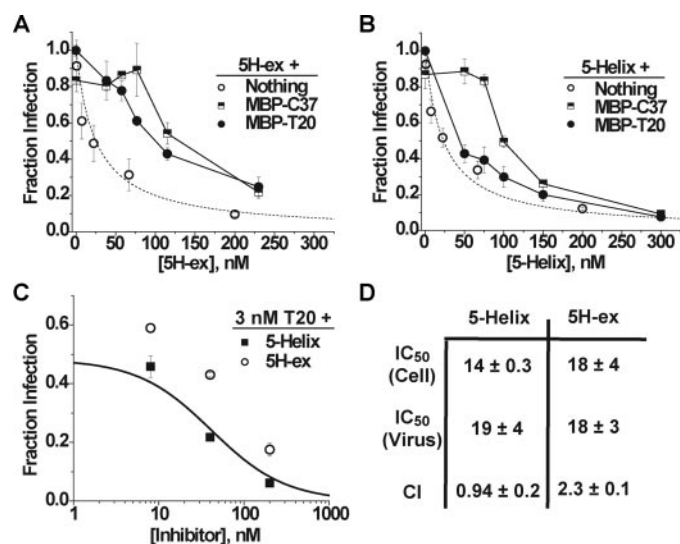 A
5H-ex +
Nothing
MBP-C37
MBP-T20
Fraction Infection
1.0
0.8
0.6
0.4
0.2
0.0
0 50 100 150 200 250 300
[5H-ex], nM
B
5-Helix +
Nothing
MBP-C37
MBP-T20
Fraction Infection
1.0
0.8
0.6
0.4
0.2
0.0
0 50 100 150 200 250 300
[5-Helix], nM
C
3 nM T20 +
5-Helix
5H-ex
Fraction Infection
0.6
0.4
0.2
0.0
1 10 100 1000
[Inhibitor], nM
D
5-Helix 5H-ex
IC50 (Cell) 14 ± 0.3 18 ± 4
IC50 (Virus) 19 ± 4 18 ± 3
CI 0.94 ± 0.2 2.3 ± 0.1